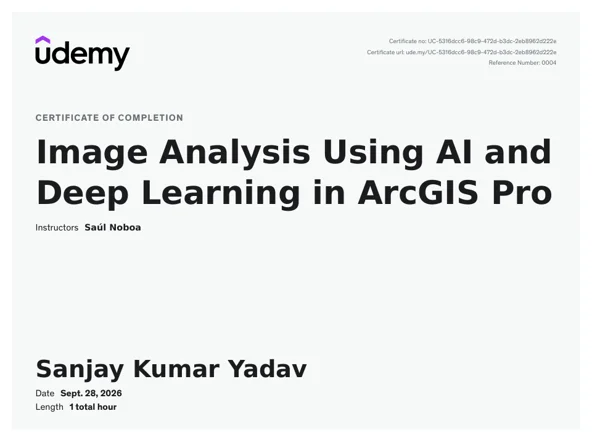 udemy
Certificate no: UC-5316dcc6-98c9-472d-b3dc-2eb8962d222e
Certificate url: ude.my/UC-5316dcc6-98c9-472d-b3dc-2eb8962d222e
Reference Number: 0004
CERTIFICATE OF COMPLETION
Image Analysis Using AI and
Deep Learning in ArcGIS Pro
Instructors Saúl Noboa
Sanjay Kumar Yadav
Date Sept. 28, 2026
Length 1 total hour